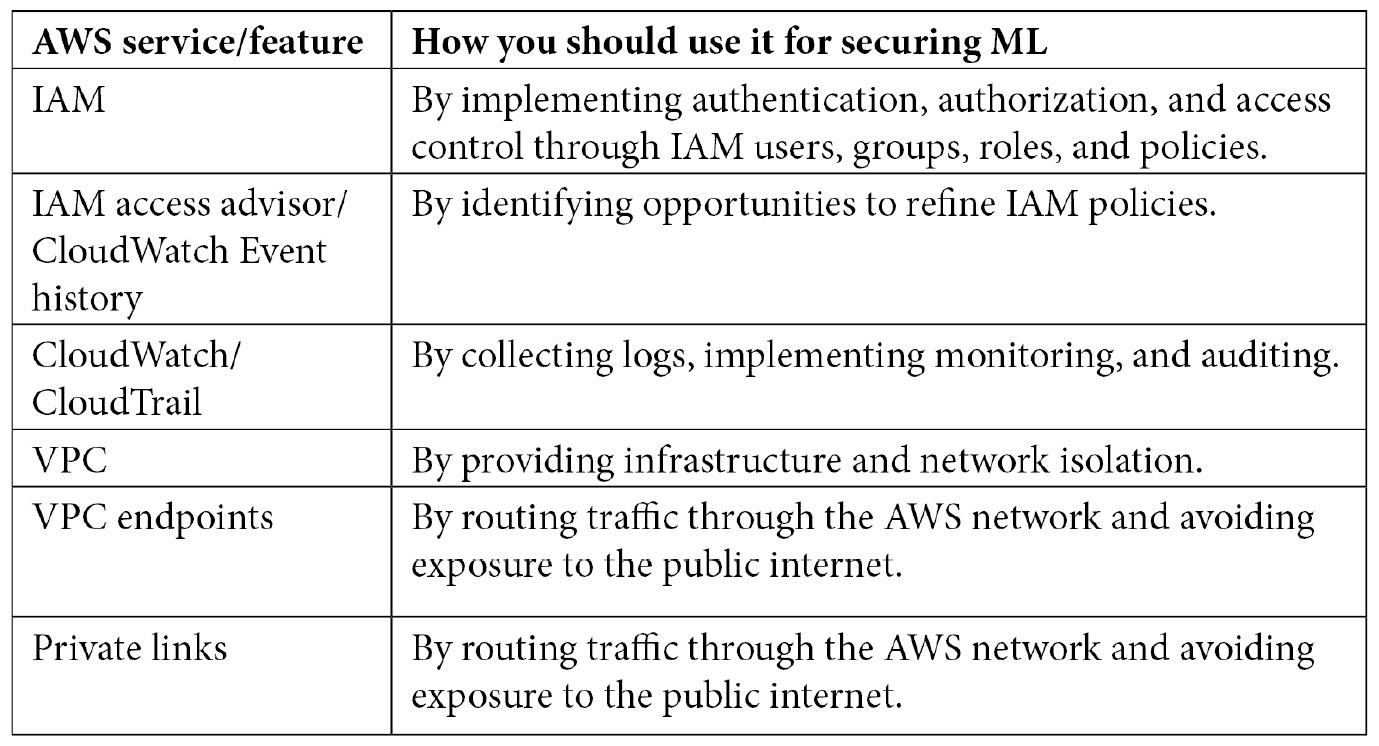 AWS service/feature
How you should use it for securing ML
IAM
By implementing authentication, authorization, and access
control through IAM users, groups, roles, and policies.
IAM access advisor/
CloudWatch Event
history
By identifying opportunities to refine IAM policies.
CloudWatch/
CloudTrail
By collecting logs, implementing monitoring, and auditing.
VPC
By providing infrastructure and network isolation.
VPC endpoints
By routing traffic through the AWS network and avoiding
exposure to the public internet.
Private links
By routing traffic through the AWS network and avoiding
exposure to the public internet.